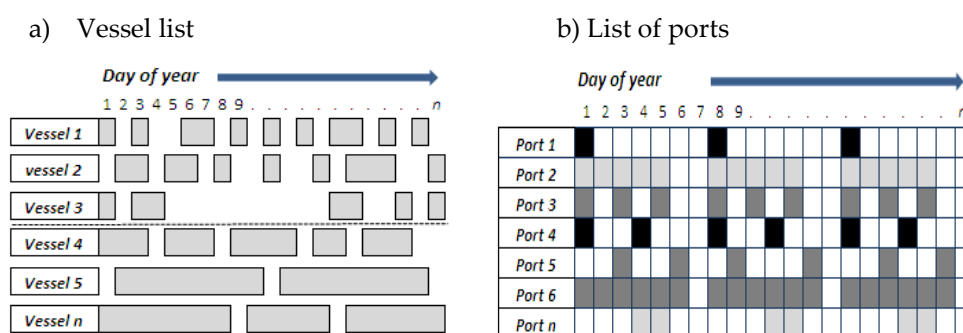 a) Vessel list
Day of year
1 2 3 4 5 6 7 8 9 . . . . . . . . . . . n
Vessel 1
vessel 2
Vessel 3
Vessel 4
Vessel 5
Vessel n
b) List of ports
Day of year
1 2 3 4 5 6 7 8 9 . . . . . . . . . . .
Port 1
Port 2
Port 3
Port 4
Port 5
Port 6
Port n